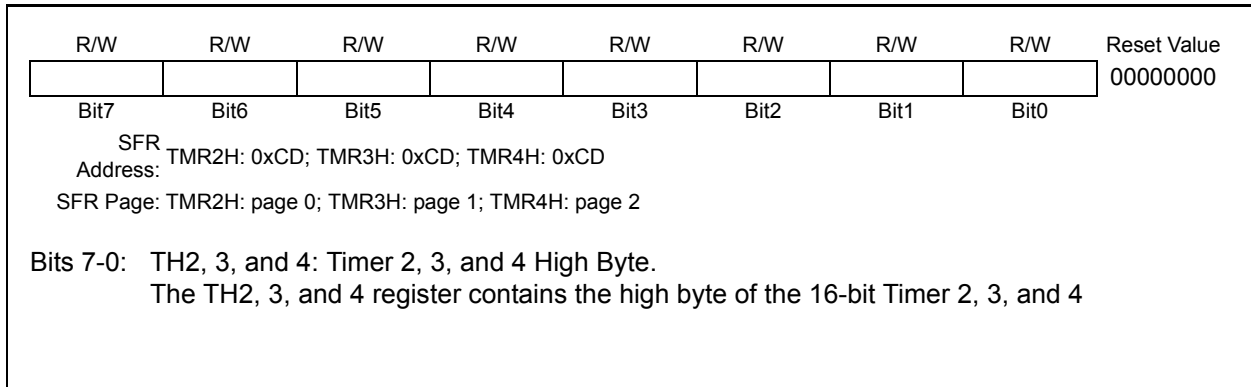 R/W R/W R/W R/W R/W R/W R/W R/W Reset Value
00000000
Bit7 Bit6 Bit5 Bit4 Bit3 Bit2 Bit1 Bit0
SFR Address: TMR2H: 0xCD; TMR3H: 0xCD; TMR4H: 0xCD
SFR Page: TMR2H: page 0; TMR3H: page 1; TMR4H: page 2
Bits 7-0: TH2, 3, and 4: Timer 2, 3, and 4 High Byte.
The TH2, 3, and 4 register contains the high byte of the 16-bit Timer 2, 3, and 4